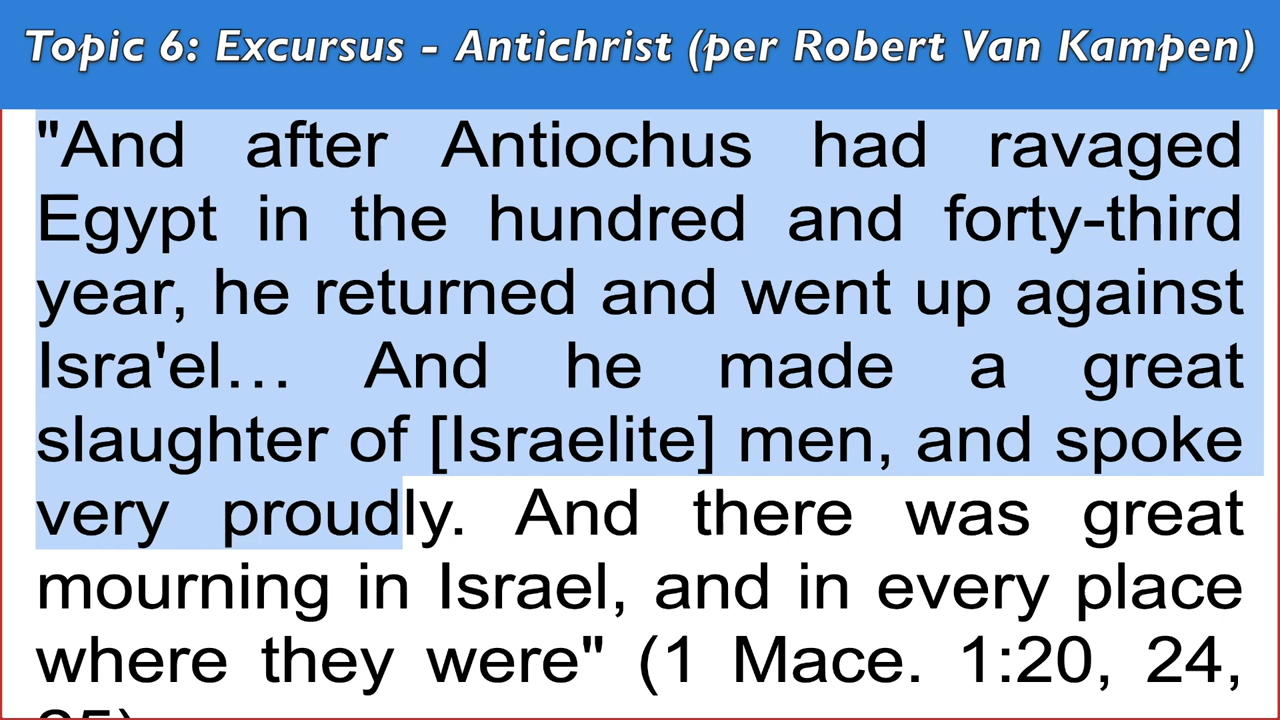 Topic 6: Excursus - Antichrist (per Robert Van Kampen)
"And after Antiochus had ravaged
Egypt in the hundred and forty-third
year, he returned and went up against
Isra'el… And he made a great
slaughter of [Israelite] men, and spoke
very proudly. And there was great
mourning in Israel, and in every place
where they were" (1 Mace. 1:20, 24,